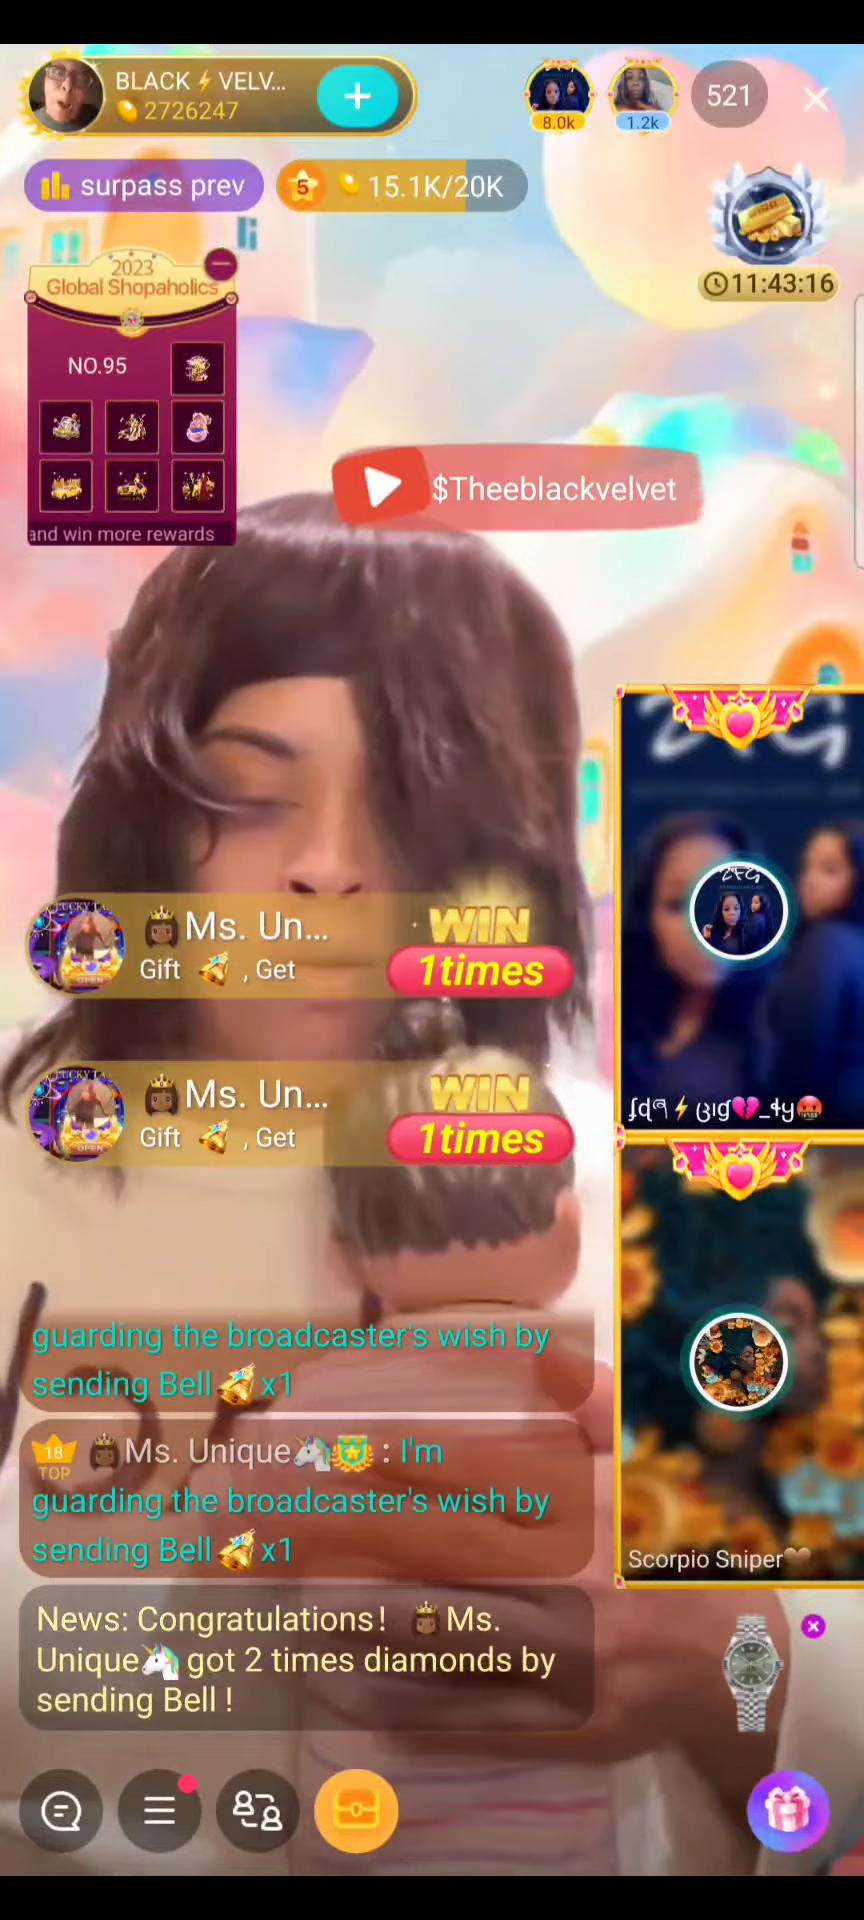 BLACK⚡VELV...
2726247
8.0k
1.2k
521
surpass prev
5
15.1K/20K
11:43:16
2023
Global Shopaholics
NO.95
and win more rewards
$Theeblackvelvet
👸🏾Ms. Un...
Gift , Get
WIN
1times
👸🏾Ms. Un...
Gift , Get
WIN
1times
guarding the broadcaster's wish by
sending Bell x1
18 TOP 👸🏾Ms. Unique🦄 : I'm
guarding the broadcaster's wish by
sending Bell x1
News: Congratulations! 👸🏾Ms.
Unique🦄 got 2 times diamonds by
sending Bell !
Scorpio Sniper🤎